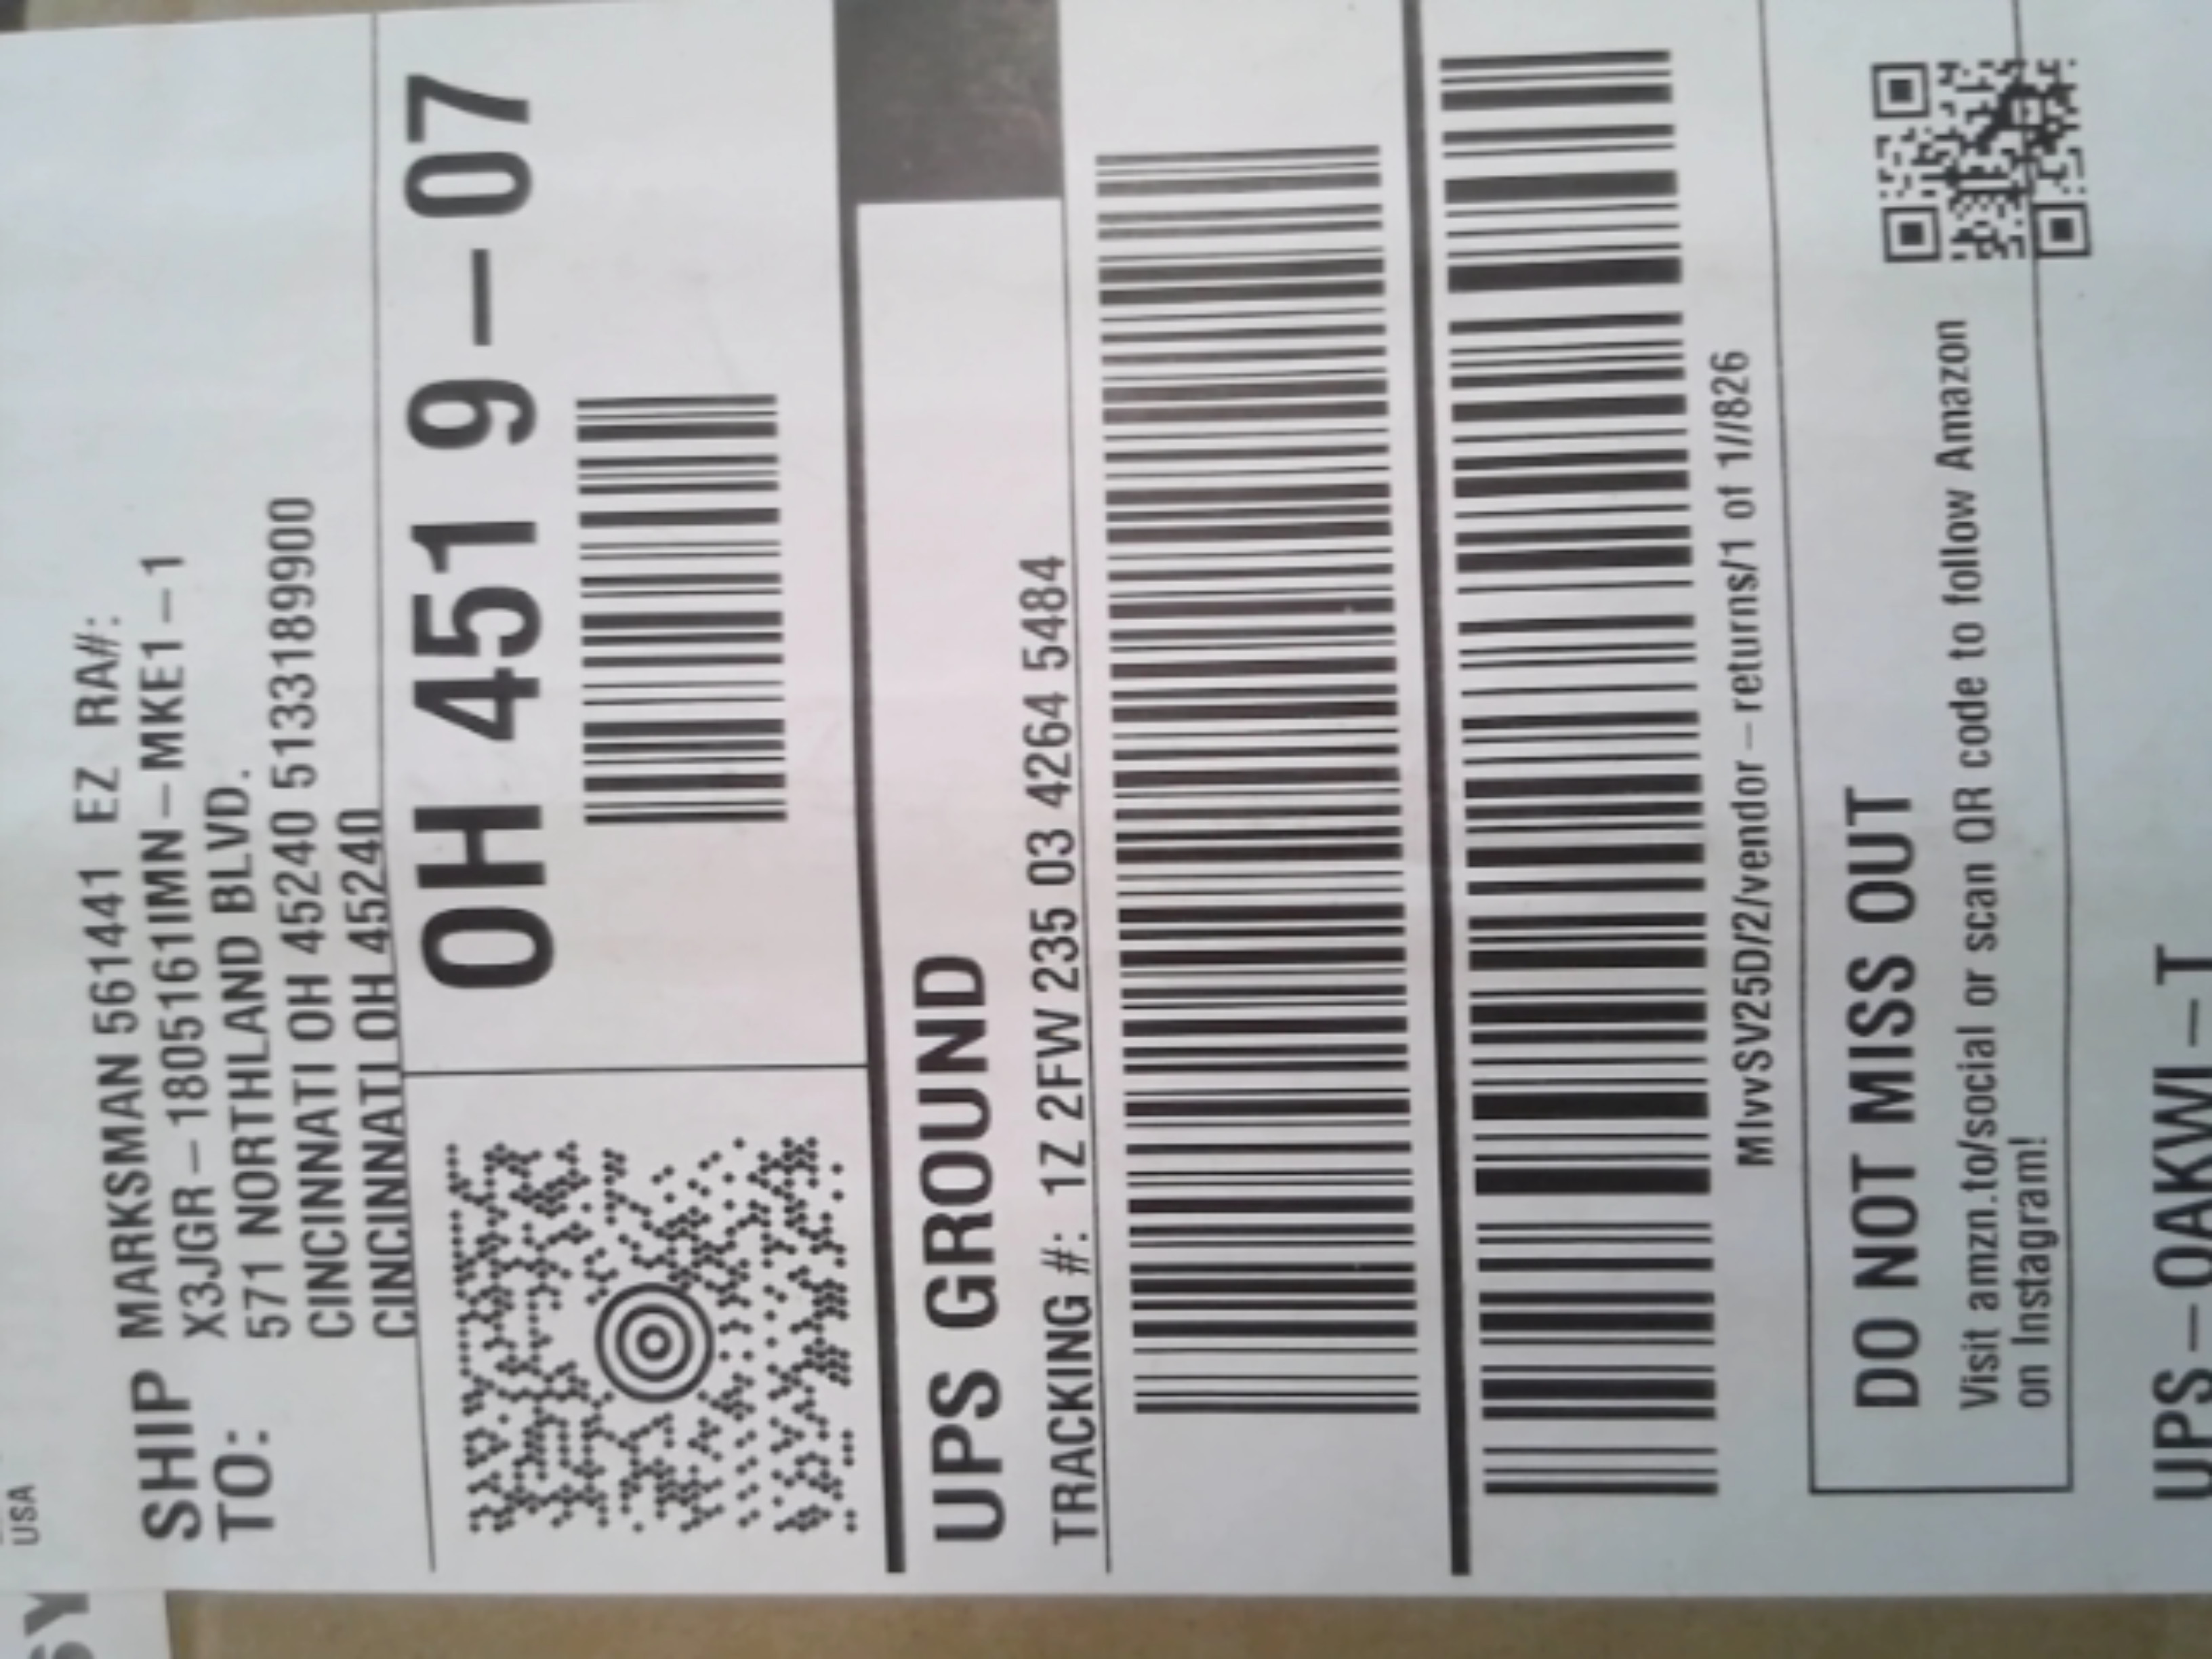 USA
SHIP TO:
MARKSMAN 561441 EZ RA#:
X3JGR-1805161IMN-MKE1-1
571 NORTHLAND BLVD.
CINCINNATI OH 45240 5133189900
CINCINNATI OH 45240
OH 451 9-07
UPS GROUND
TRACKING #: 1Z 2FW 235 03 4264 5484
MIvvSV25D/2/vendor-returns/1 of 1//826
DO NOT MISS OUT
Visit amzn.to/social or scan QR code to follow Amazon
on Instagram!
UPS-OAKWI-T